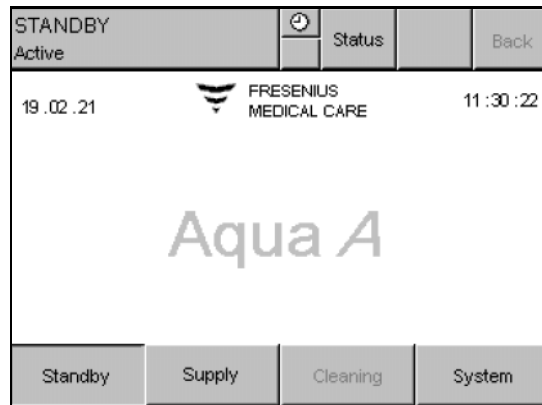 STANDBY
Active
Status
Back
19.02.21
FRESENIUS
MEDICAL CARE
11:30:22
Aqua A
Standby
Supply
Cleaning
System